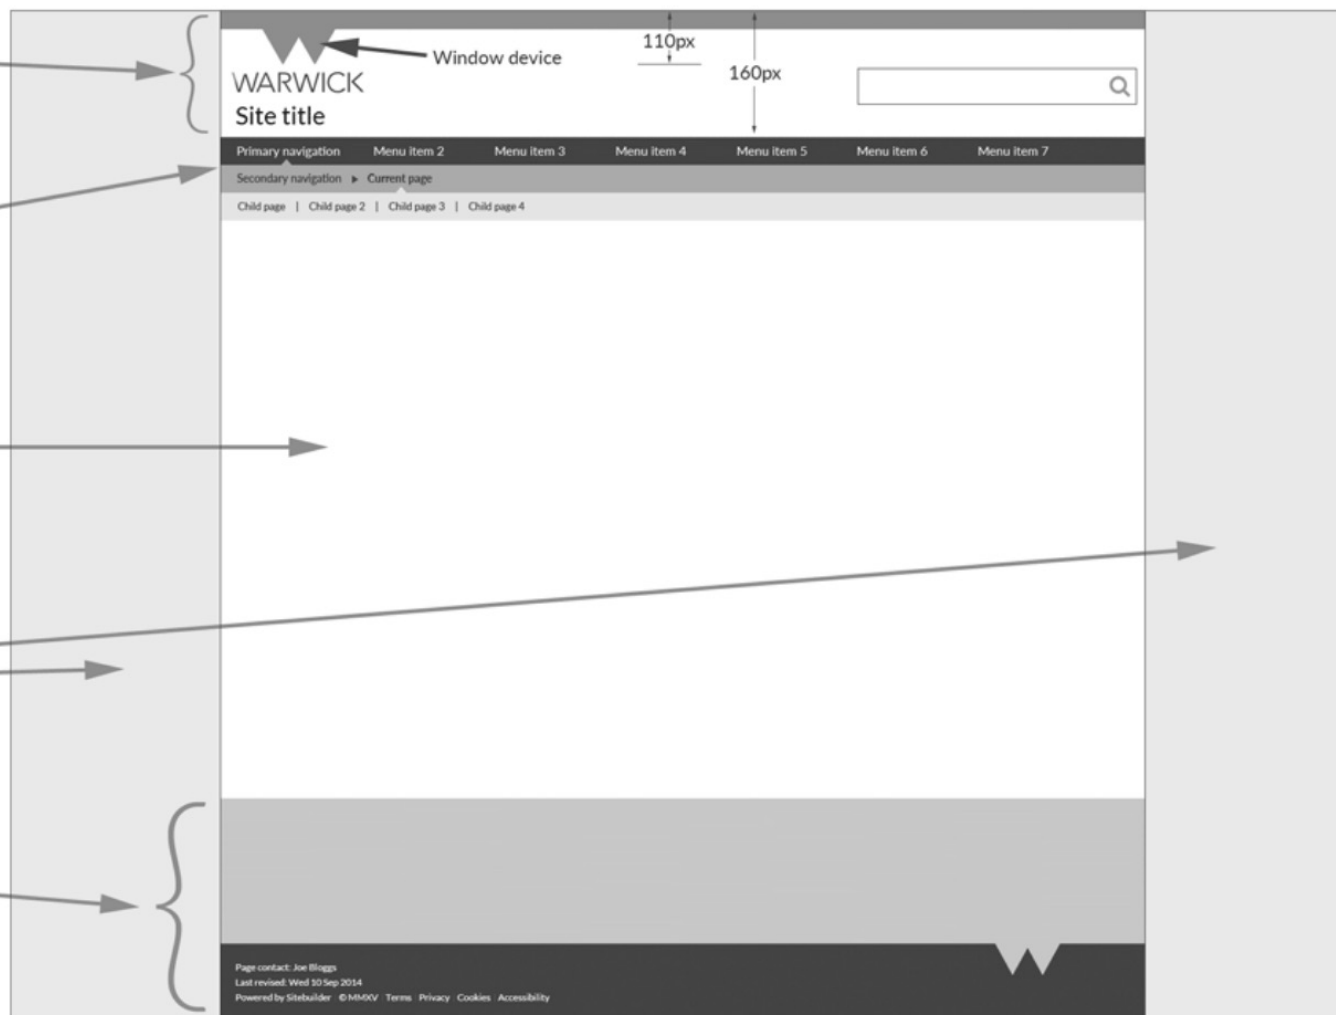 110px
Window device
160px
WARWICK
Site title
Primary navigation Menu item 2 Menu item 3 Menu item 4 Menu item 5 Menu item 6 Menu item 7
Secondary navigation ▸ Current page
Child page | Child page 2 | Child page 3 | Child page 4
Page contact: Joe Bloggs
Last revised: Wed 10 Sep 2014
Powered by Sitebuilder © MMXV Terms Privacy Cookies Accessibility